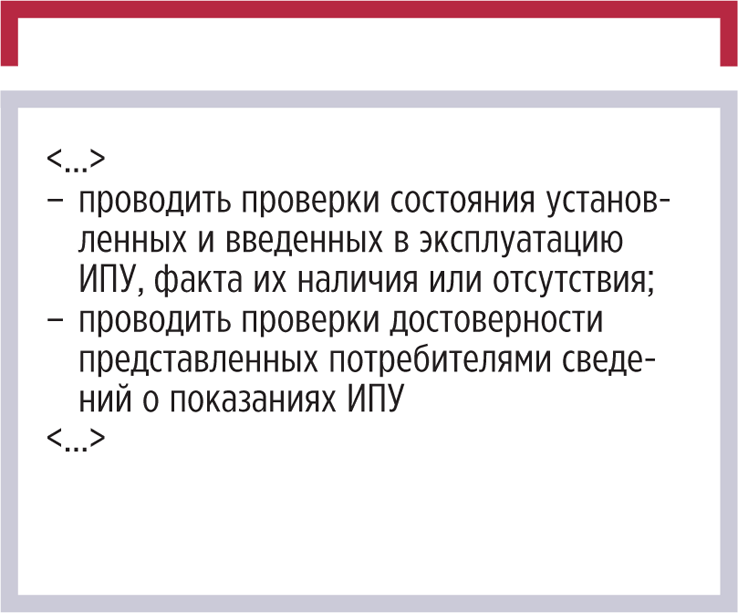 <...>
– проводить проверки состояния установ-
ленных и введенных в эксплуатацию
ИПУ, факта их наличия или отсутствия;
– проводить проверки достоверности
представленных потребителями сведе-
ний о показаниях ИПУ
<...>